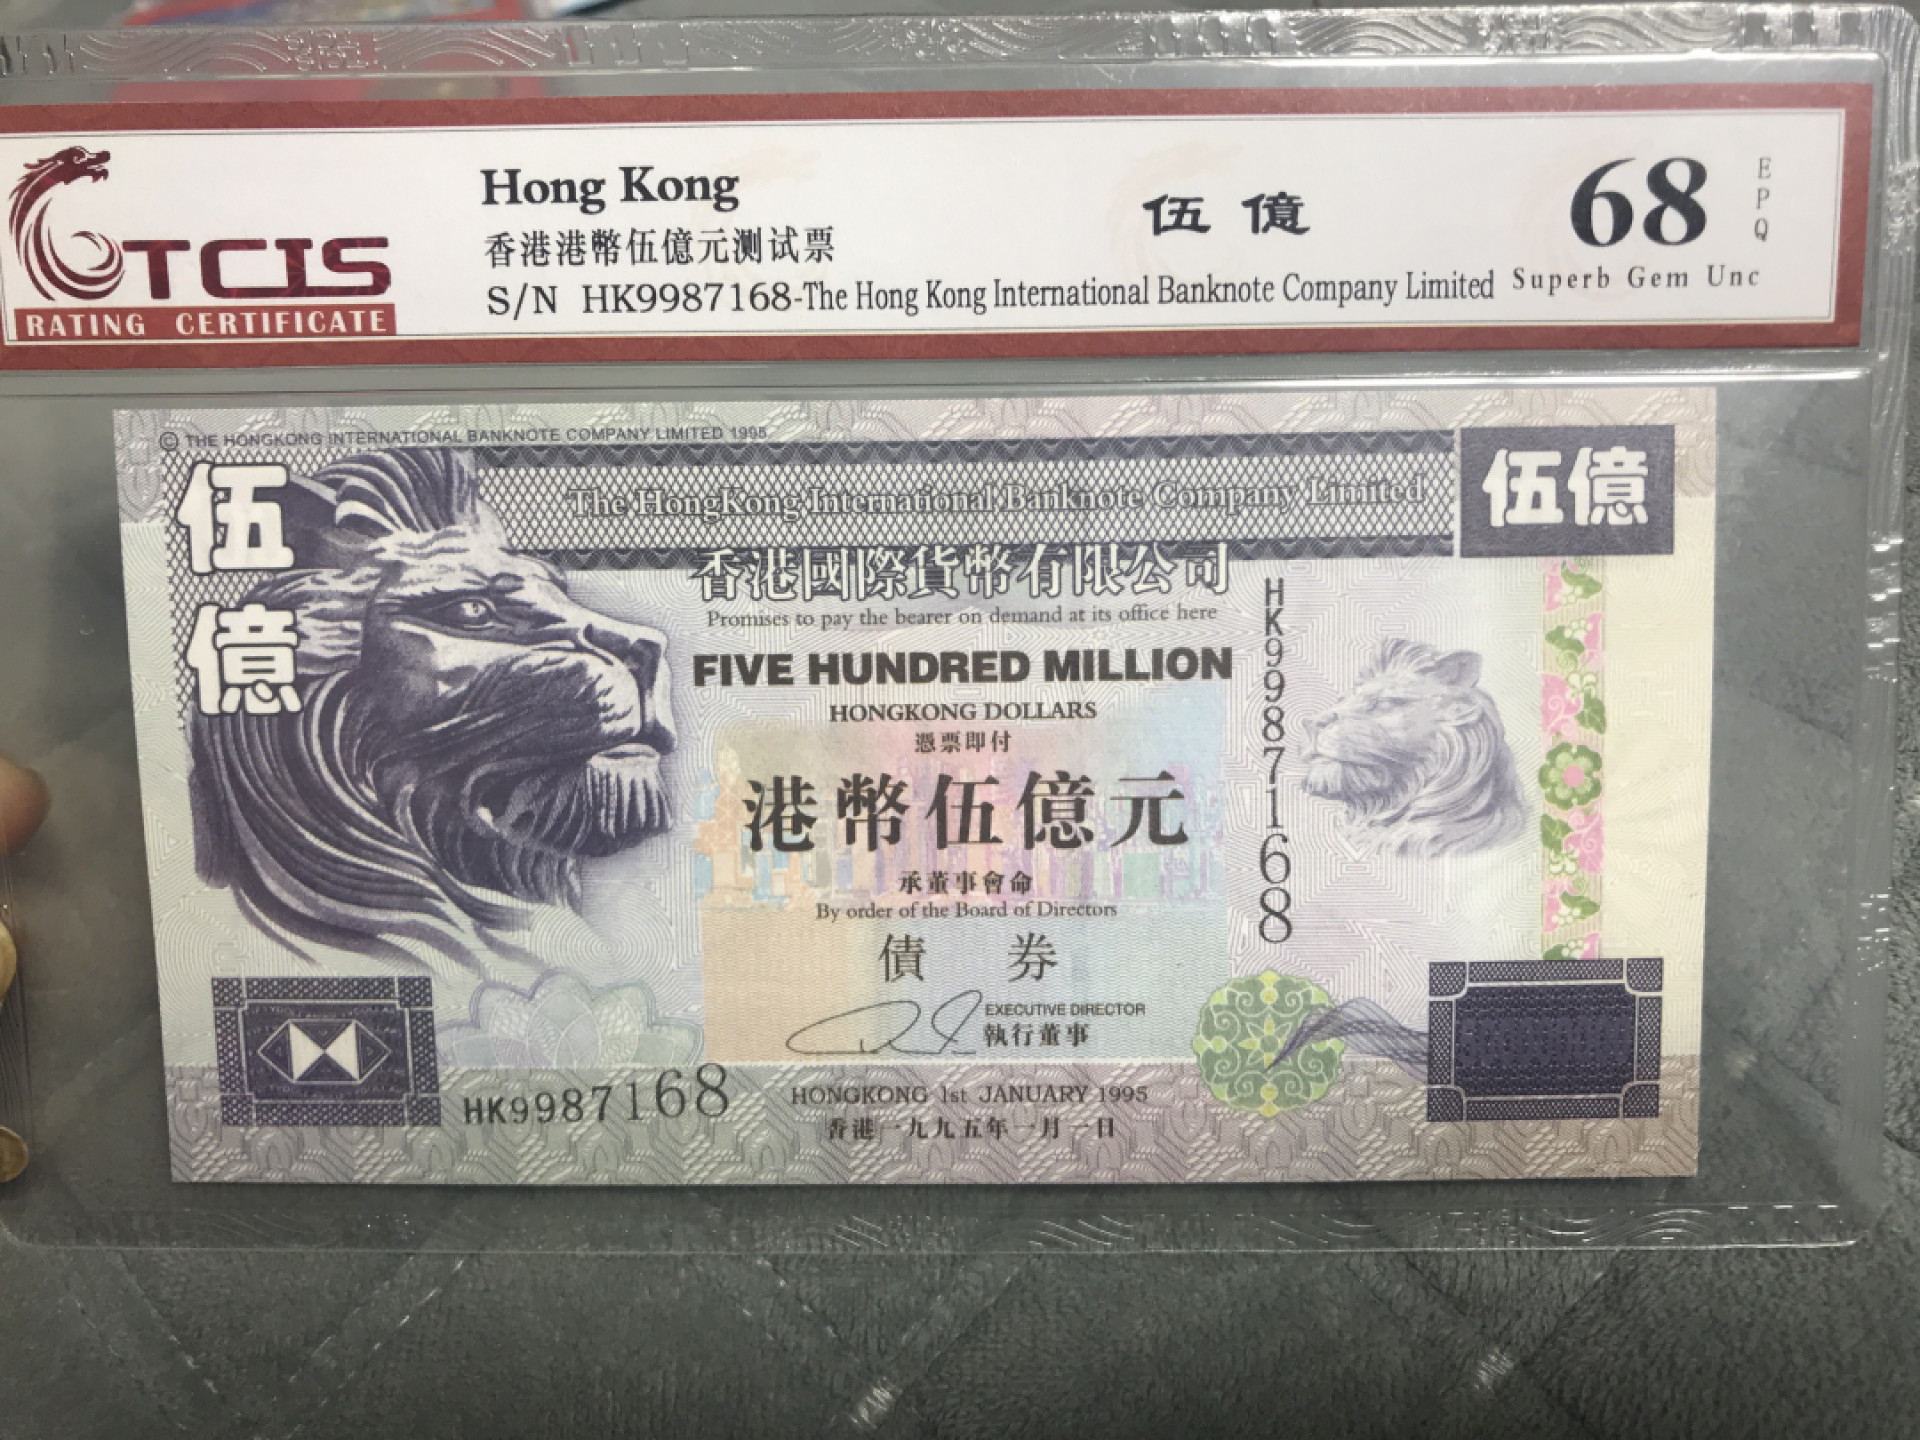 TCIS
RATING CERTIFICATE
Hong Kong
香港港幣伍億元测试票
S/N HK9987168-The Hong Kong International Banknote Company Limited
伍億
68
EPQ
Superb Gem Unc
© THE HONGKONG INTERNATIONAL BANKNOTE COMPANY LIMITED 1995
伍億
The HongKong International Banknote Company Limited
伍億
香港國際貨幣有限公司
Promises to pay the bearer on demand at its office here
FIVE HUNDRED MILLION
HONGKONG DOLLARS
憑票即付
港幣伍億元
承董事會命
By order of the Board of Directors
債券
EXECUTIVE DIRECTOR
執行董事
HK9987168
HK9987168
HONGKONG 1st JANUARY 1995
香港一九九五年一月一日